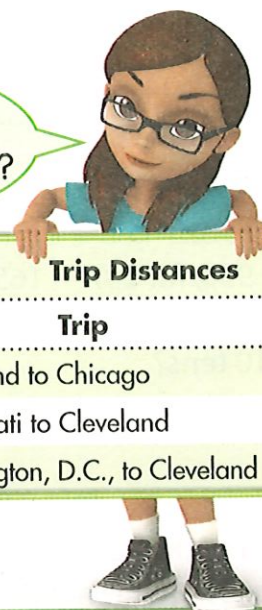 ?
Trip Distances
Trip
nd to Chicago
ati to Cleveland
gton, D.C., to Cleveland